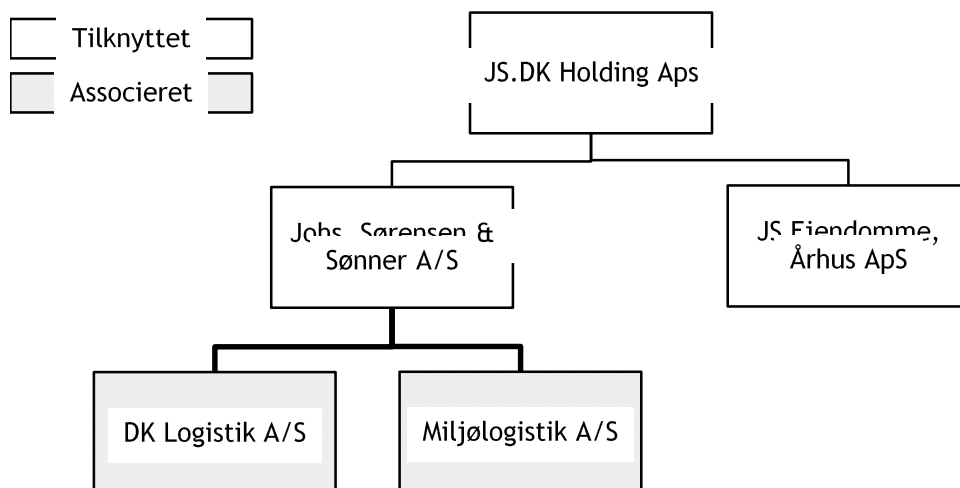 Tilknyttet
Associeret
JS.DK Holding Aps
Johs. Sørensen &
Sønner A/S
JS Ejendomme,
Århus ApS
DK Logistik A/S
Miljølogistik A/S